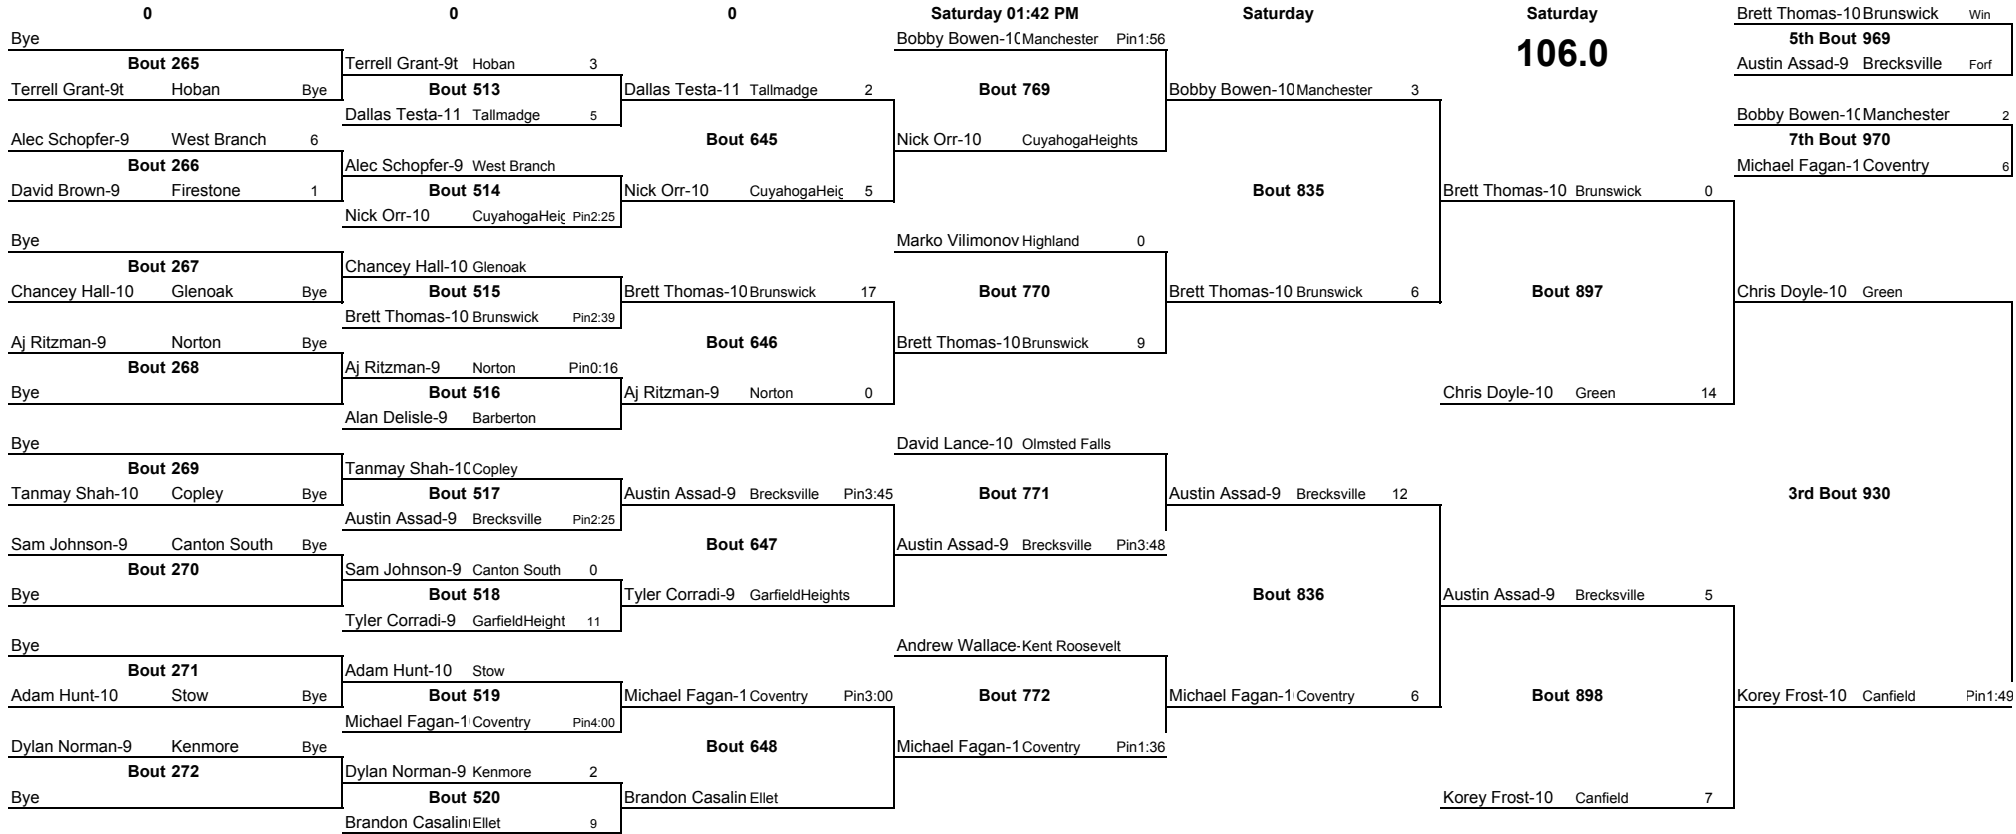 0 0 0 Saturday 01:42 PM Saturday Saturday Brett Thomas-10 Brunswick Win
Bye Bobby Bowen-10 Manchester Pin1:56 106.0 5th Bout 969
Bout 265 Terrell Grant-9t Hoban 3 Austin Assad-9 Brecksville Forf
Terrell Grant-9t Hoban Bye Bout 513 Dallas Testa-11 Tallmadge 2 Bout 769 Bobby Bowen-10 Manchester 3
Dallas Testa-11 Tallmadge 5 Bobby Bowen-10 Manchester 2
Alec Schopfer-9 West Branch 6 Bout 645 Nick Orr-10 CuyahogaHeights 7th Bout 970
Bout 266 Alec Schopfer-9 West Branch Michael Fagan-1 Coventry 6
David Brown-9 Firestone 1 Bout 514 Nick Orr-10 CuyahogaHeig 5 Bout 835 Brett Thomas-10 Brunswick 0
Nick Orr-10 CuyahogaHeig Pin2:25
Bye Marko Vilimonov Highland 0
Bout 267 Chancey Hall-10 Glenoak
Chancey Hall-10 Glenoak Bye Bout 515 Brett Thomas-10 Brunswick 17 Bout 770 Brett Thomas-10 Brunswick 6 Bout 897 Chris Doyle-10 Green
Brett Thomas-10 Brunswick Pin2:39
Aj Ritzman-9 Norton Bye Bout 646 Brett Thomas-10 Brunswick 9
Bout 268 Aj Ritzman-9 Norton Pin0:16
Bye Bout 516 Aj Ritzman-9 Norton 0 Chris Doyle-10 Green 14
Alan Delisle-9 Barberton
Bye David Lance-10 Olmsted Falls
Bout 269 Tanmay Shah-10 Copley
Tanmay Shah-10 Copley Bye Bout 517 Austin Assad-9 Brecksville Pin3:45 Bout 771 Austin Assad-9 Brecksville 12 3rd Bout 930
Austin Assad-9 Brecksville Pin2:25
Sam Johnson-9 Canton South Bye Bout 647 Austin Assad-9 Brecksville Pin3:48
Bout 270 Sam Johnson-9 Canton South 0
Bye Bout 518 Tyler Corradi-9 GarfieldHeights Bout 836 Austin Assad-9 Brecksville 5
Tyler Corradi-9 GarfieldHeight 11
Bye Andrew Wallace- Kent Roosevelt
Bout 271 Adam Hunt-10 Stow
Adam Hunt-10 Stow Bye Bout 519 Michael Fagan-1 Coventry Pin3:00 Bout 772 Michael Fagan-1 Coventry 6 Bout 898 Korey Frost-10 Canfield Pin1:49
Michael Fagan-1 Coventry Pin4:00
Dylan Norman-9 Kenmore Bye Bout 648 Michael Fagan-1 Coventry Pin1:36
Bout 272 Dylan Norman-9 Kenmore 2
Bye Bout 520 Brandon Casalin Ellet Korey Frost-10 Canfield 7
Brandon Casalin Ellet 9